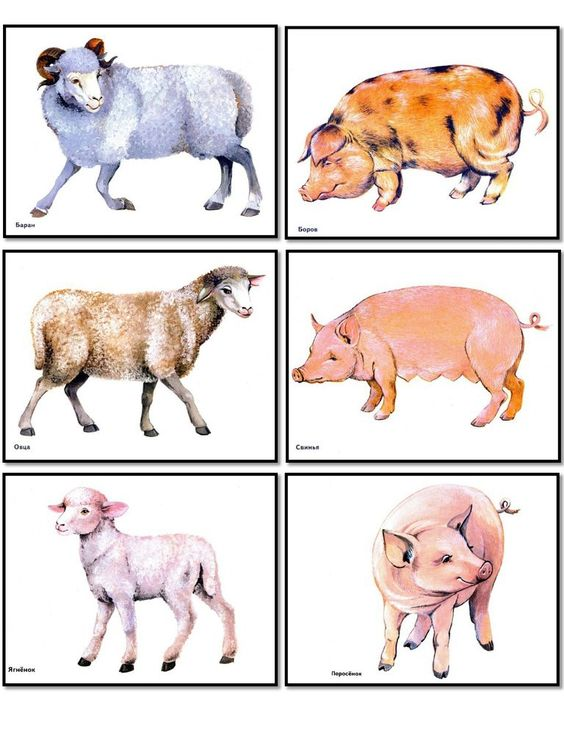 Баран
Боров
Овца
Свинья
Ягнёнок
Поросёнок